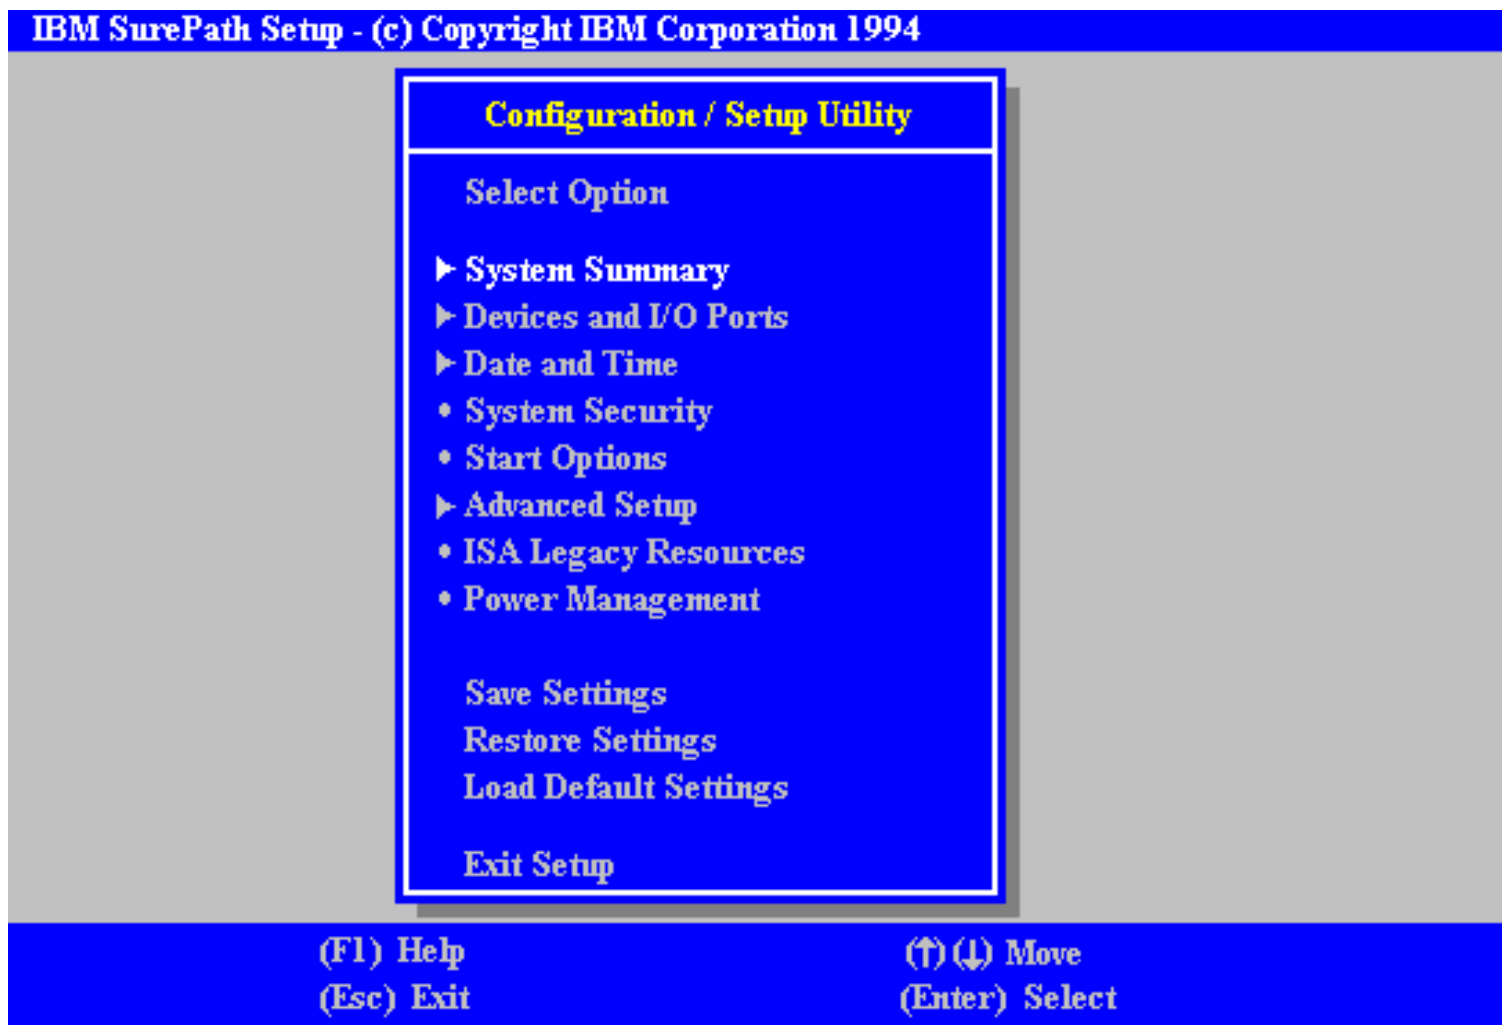 IBM SurePath Setup - (c) Copyright IBM Corporation 1994
Configuration / Setup Utility
Select Option
System Summary
Devices and I/O Ports
Date and Time
• System Security
• Start Options
Advanced Setup
• ISA Legacy Resources
• Power Management
Save Settings
Restore Settings
Load Default Settings
Exit Setup
(F1) Help (↑)(↓) Move
(Esc) Exit (Enter) Select